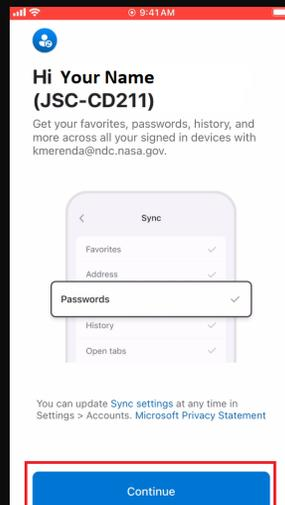 9:41 AM
Hi Your Name
(JSC-CD211)
Get your favorites, passwords, history, and
more across all your signed in devices with
kmerenda@ndc.nasa.gov.
Sync
Favorites
Address
Passwords
History
Open tabs
You can update Sync settings at any time in
Settings > Accounts. Microsoft Privacy Statement
Continue